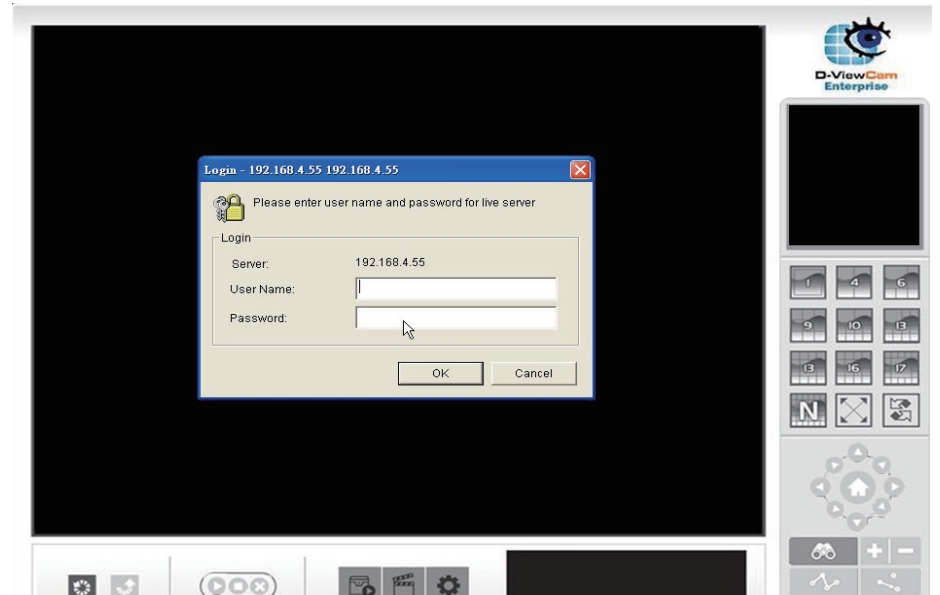 D-ViewCam
Enterprise
Login - 192.168.4.55 192.168.4.55
Please enter user name and password for live server
Login
Server: 192.168.4.55
User Name:
Password:
OK Cancel
1 4 6
9 10 13
13 16 17
N